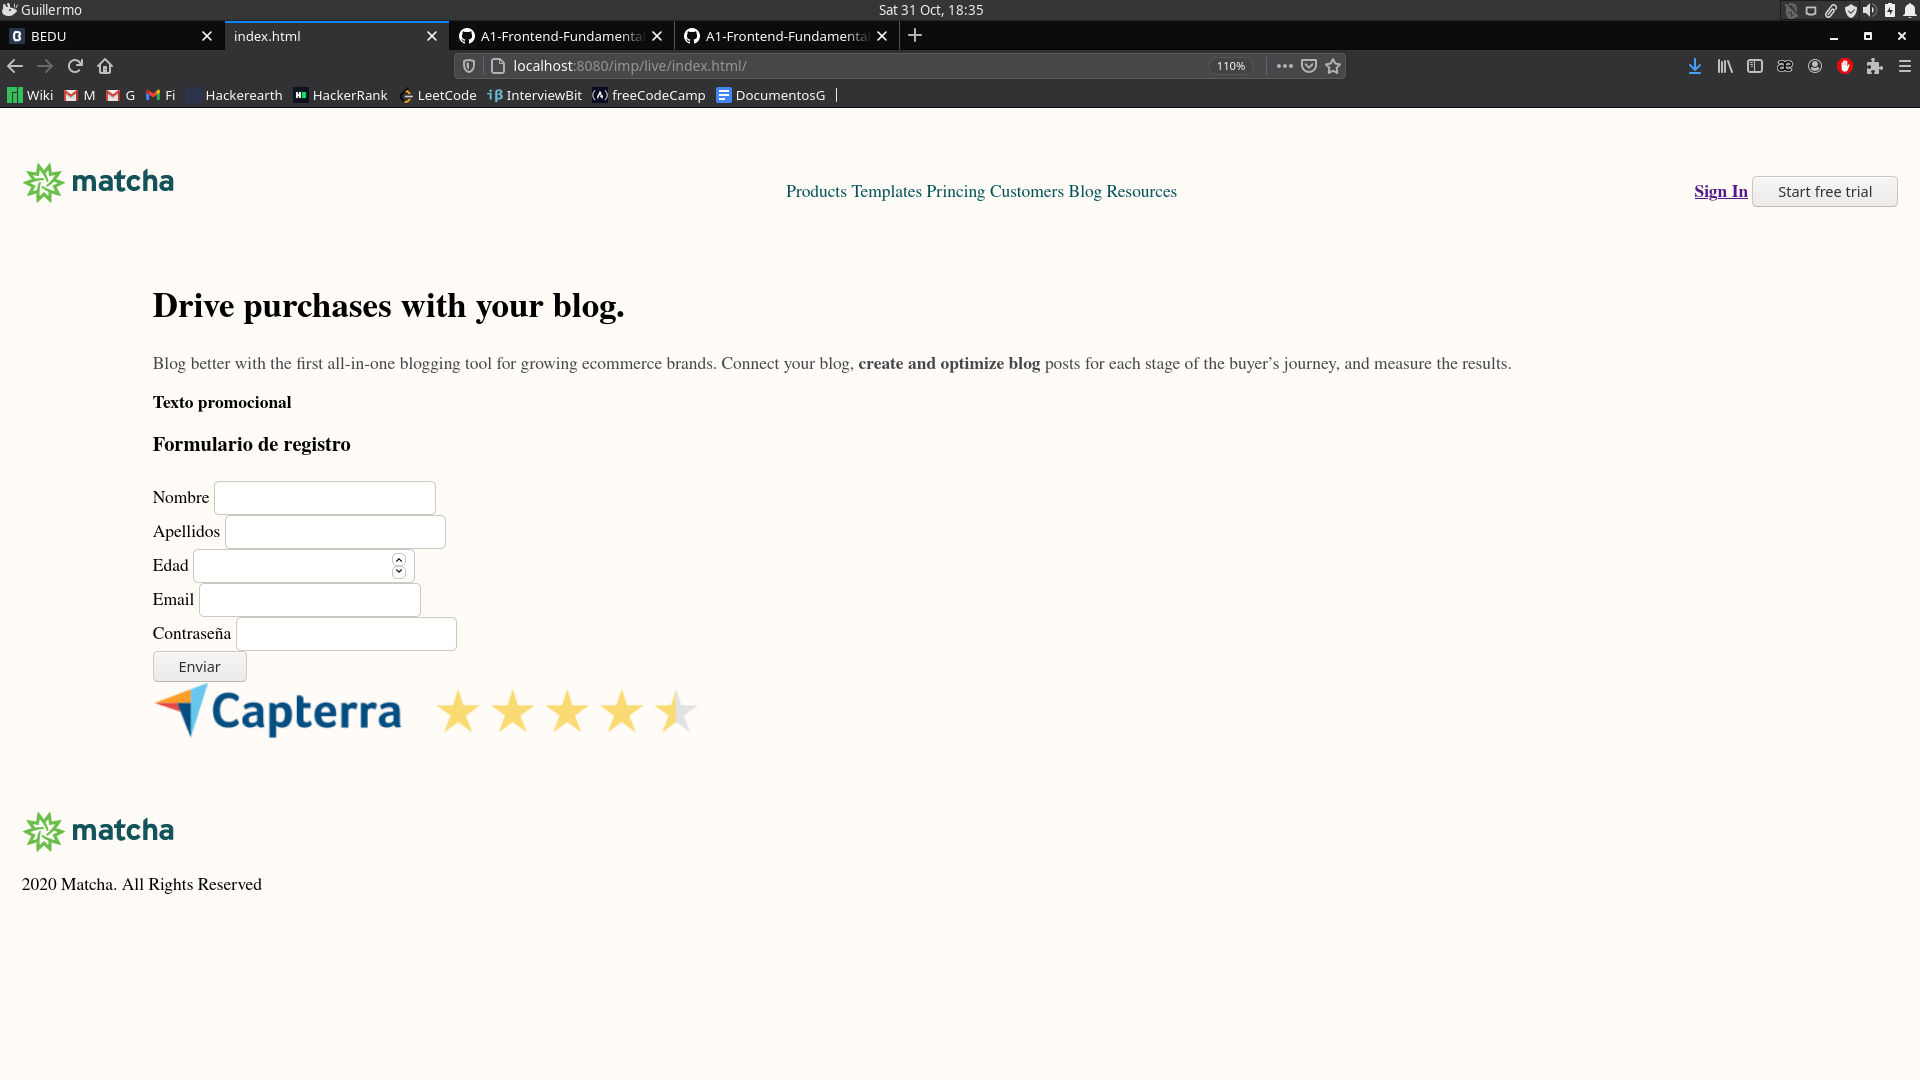 Guillermo
Sat 31 Oct, 18:35
BEDU
index.html
A1-Frontend-Fundamenta
A1-Frontend-Fundamenta
localhost:8080/imp/live/index.html/
110%
Wiki M G Fi Hackerearth HackerRank LeetCode InterviewBit freeCodeCamp DocumentosG
matcha
Products Templates Princing Customers Blog Resources
Sign In
Start free trial
Drive purchases with your blog.
Blog better with the first all-in-one blogging tool for growing ecommerce brands. Connect your blog, create and optimize blog posts for each stage of the buyer’s journey, and measure the results.
Texto promocional
Formulario de registro
Nombre
Apellidos
Edad
Email
Contraseña
Enviar
Capterra
matcha
2020 Matcha. All Rights Reserved